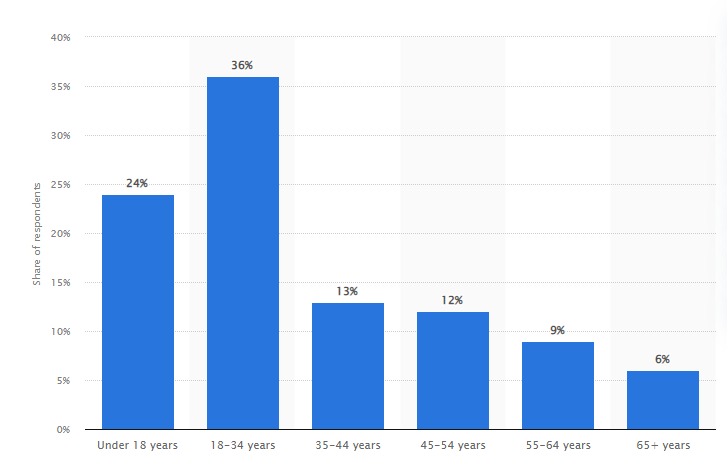 40%
35%
30%
25%
20%
15%
10%
5%
0%
Share of respondents
24%
36%
13%
12%
9%
6%
Under 18 years
18-34 years
35-44 years
45-54 years
55-64 years
65+ years